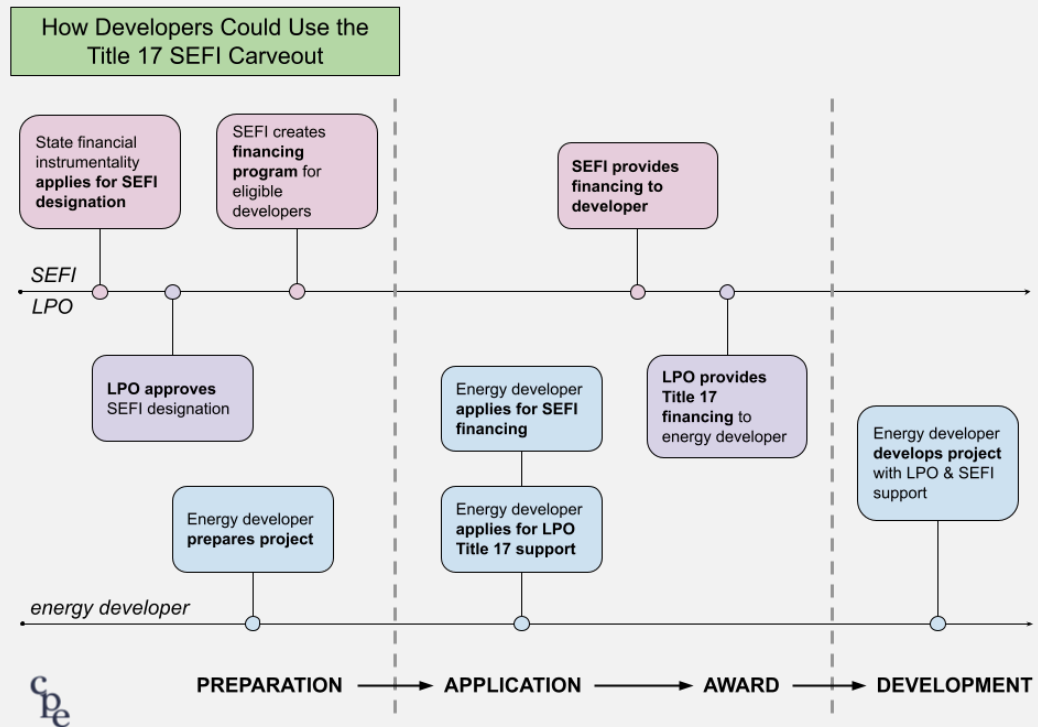 How Developers Could Use the
Title 17 SEFI Carveout
State financial
instrumentality
applies for SEFI
designation
SEFI creates
financing
program for
eligible
developers
SEFI provides
financing to
developer
SEFI
LPO
LPO approves
SEFI designation
Energy developer
applies for SEFI
financing
LPO provides
Title 17
financing to
energy developer
Energy developer
develops project
with LPO & SEFI
support
Energy developer
prepares project
Energy developer
applies for LPO
Title 17 support
energy developer
PREPARATION APPLICATION AWARD DEVELOPMENT
cpe